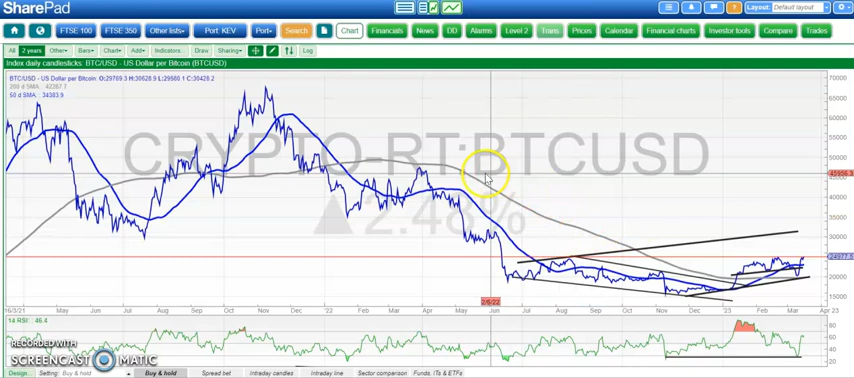 SharePad
Layout: Default layout
FTSE 100 FTSE 350 Other lists Port: KEV Port Search Chart Financials News DD Alarms Level 2 Trans Prices Calendar Financial charts Investor tools Compare Trades
All 2 years Other Bars Chart Add Indicators.. Draw Sharing Log
Index daily candlesticks: BTC/USD - US Dollar per Bitcoin (BTCUSD)
BTC/USD - US Dollar per Bitcoin: O:29769.3 H:30628.9 L:29680.1 C:30428.2
200 d SMA: 42267.7
50 d SMA: 34383.9
CRYPTO-RT:BTCUSD
▲2.48%
70000
60000
50000
45956.3
45000
40000
35000
30000
20000
15000
2/6/22
16/3/21 May Jun Jul Aug Sep Oct Nov Dec '22 Feb Mar Apr May Jun Jul Aug Sep Oct Nov Dec '23 Feb Mar Apr 23
14 RSI: 46.4
80
60
40
20
RECORDED WITH
SCREENCAST MATIC
Design.. Setting: Buy & hold Buy & hold Spread bet Intraday candles Intraday line Sector comparison Funds, ITs & ETFs